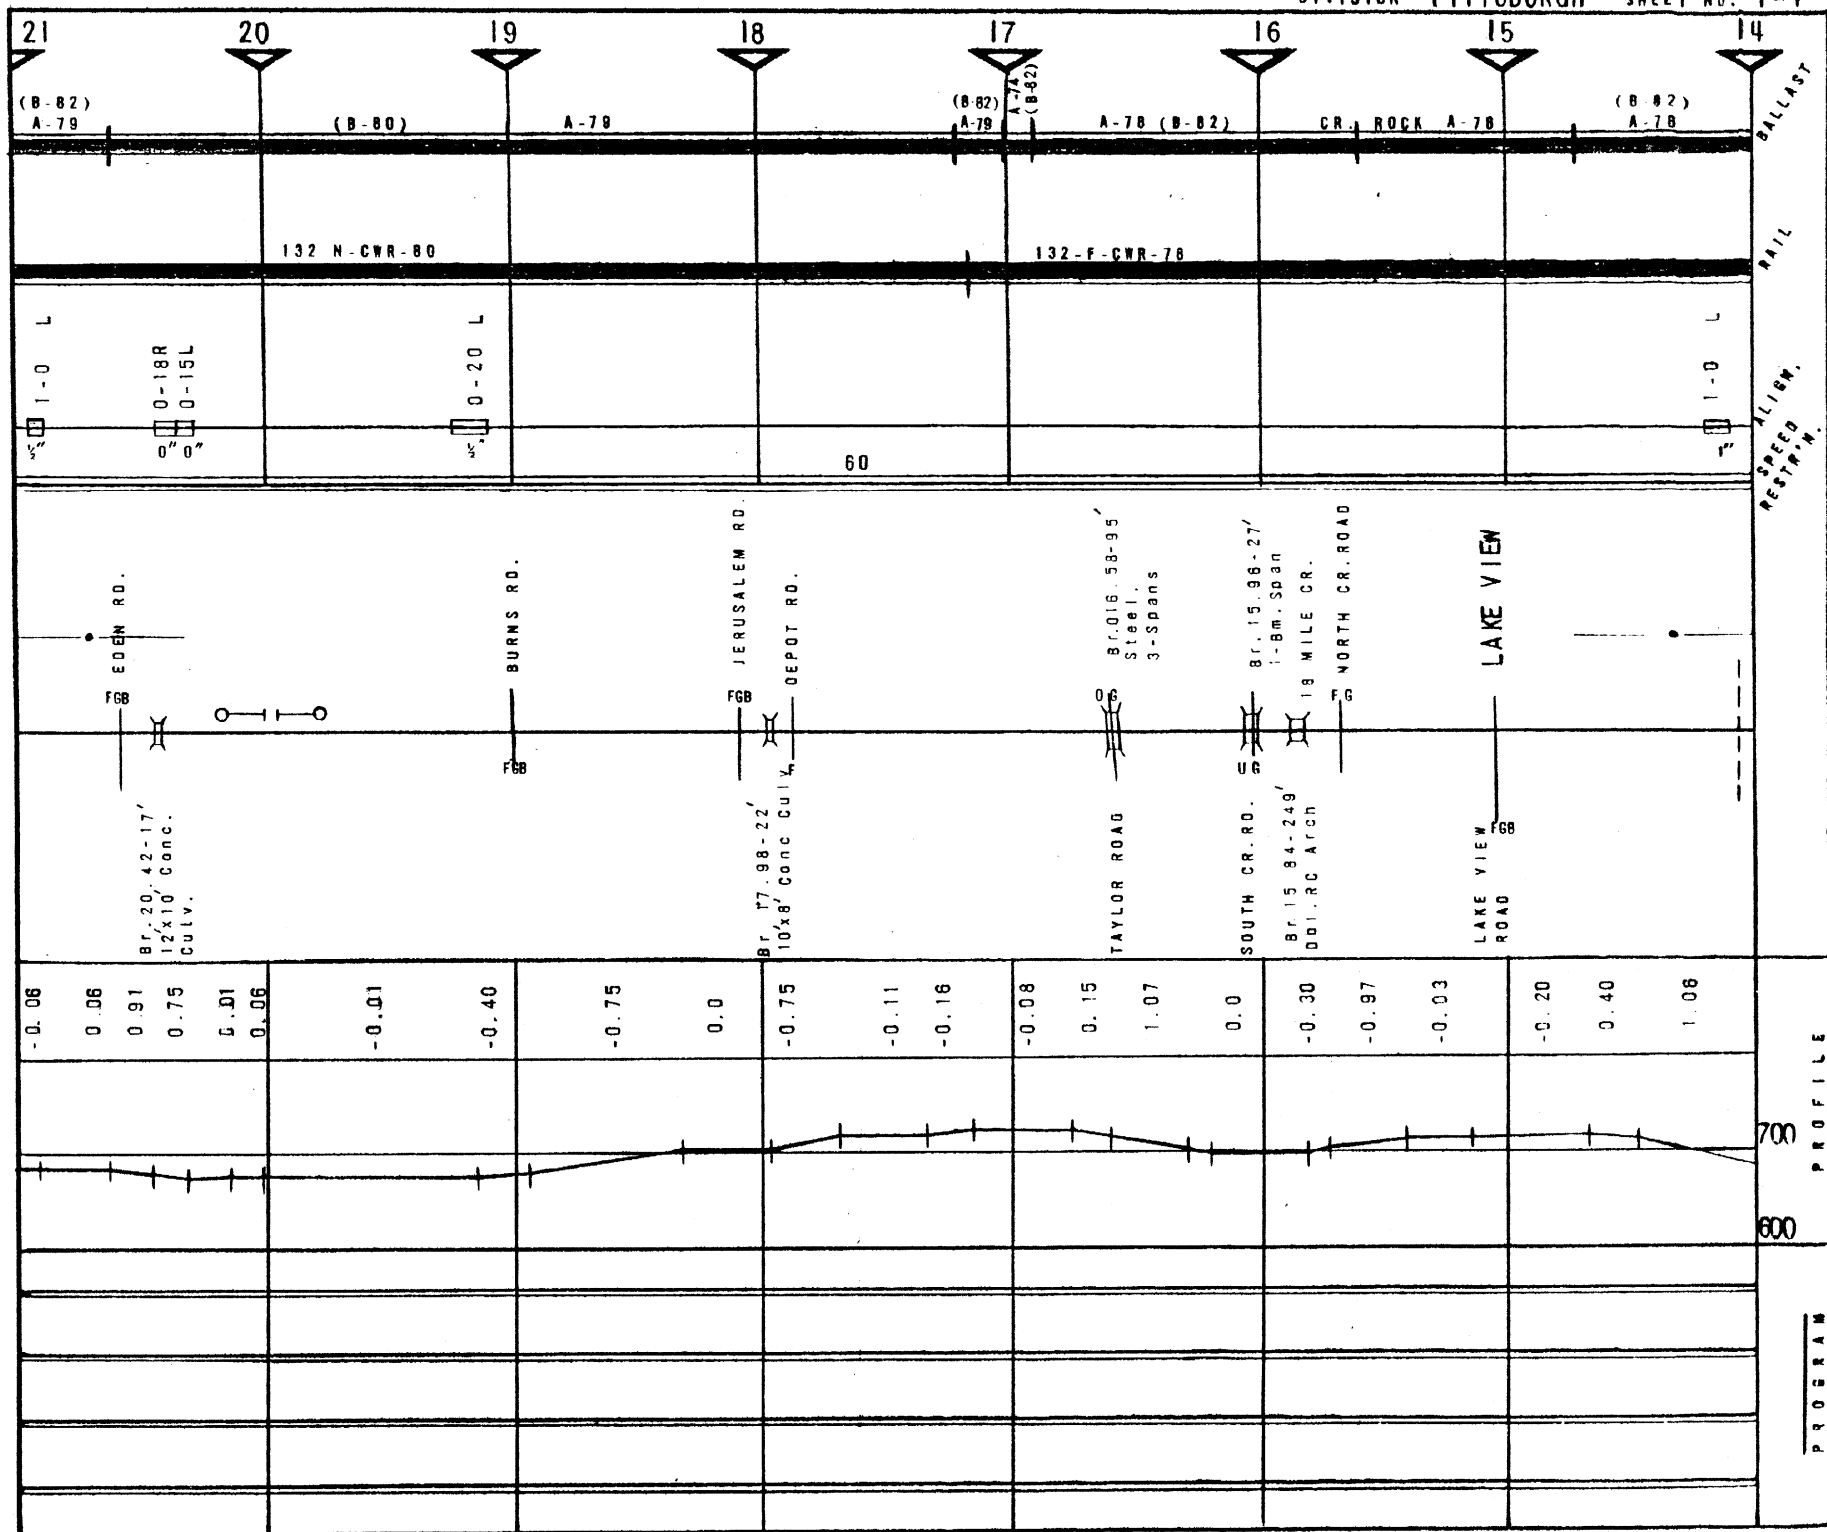 PITTSBURGH SHEET NO.
21 20 19 18 17 16 15 14
(B-82)
A-79
(B-80)
A-79
(B-82)
A-79
A-74
(B-82)
A-78 (B-82)
CR. ROCK A-78
(B-82)
A-78
BALLAST
132 N-CWR-80
132-F-CWR-78
RAIL
1-0 L
½"
0-18R
0"
0-15L
0"
0-20 L
½"
1-0 L
1"
ALIGN.
60
SPEED
RESTR'N.
EDEN RD.
FGB
BURNS RD.
FGB
JERUSALEM RD
FGB
DEPOT RD.
F
Br.016.58-95'
Steel.
3-Spans
OG
Br.15.96-27'
1-Bm.Span
UG
18 MILE CR.
NORTH CR.ROAD
FG
LAKE VIEW
Br.20.42-17'
12'x10' Conc.
Culv.
Br 17.98-22'
10'x8' Conc Culv
TAYLOR ROAD
SOUTH CR.RD.
Br.15.84-249'
Dbl.RC Arch
LAKE VIEW
ROAD
FGB
-0.06
0.06
0.91
0.75
0.01
0.06
-0.01
-0.40
-0.75
0.0
-0.75
-0.11
-0.16
-0.08
0.15
1.07
0.0
-0.30
-0.97
-0.03
-0.20
0.40
1.06
PROFILE
700
600
PROGRAM